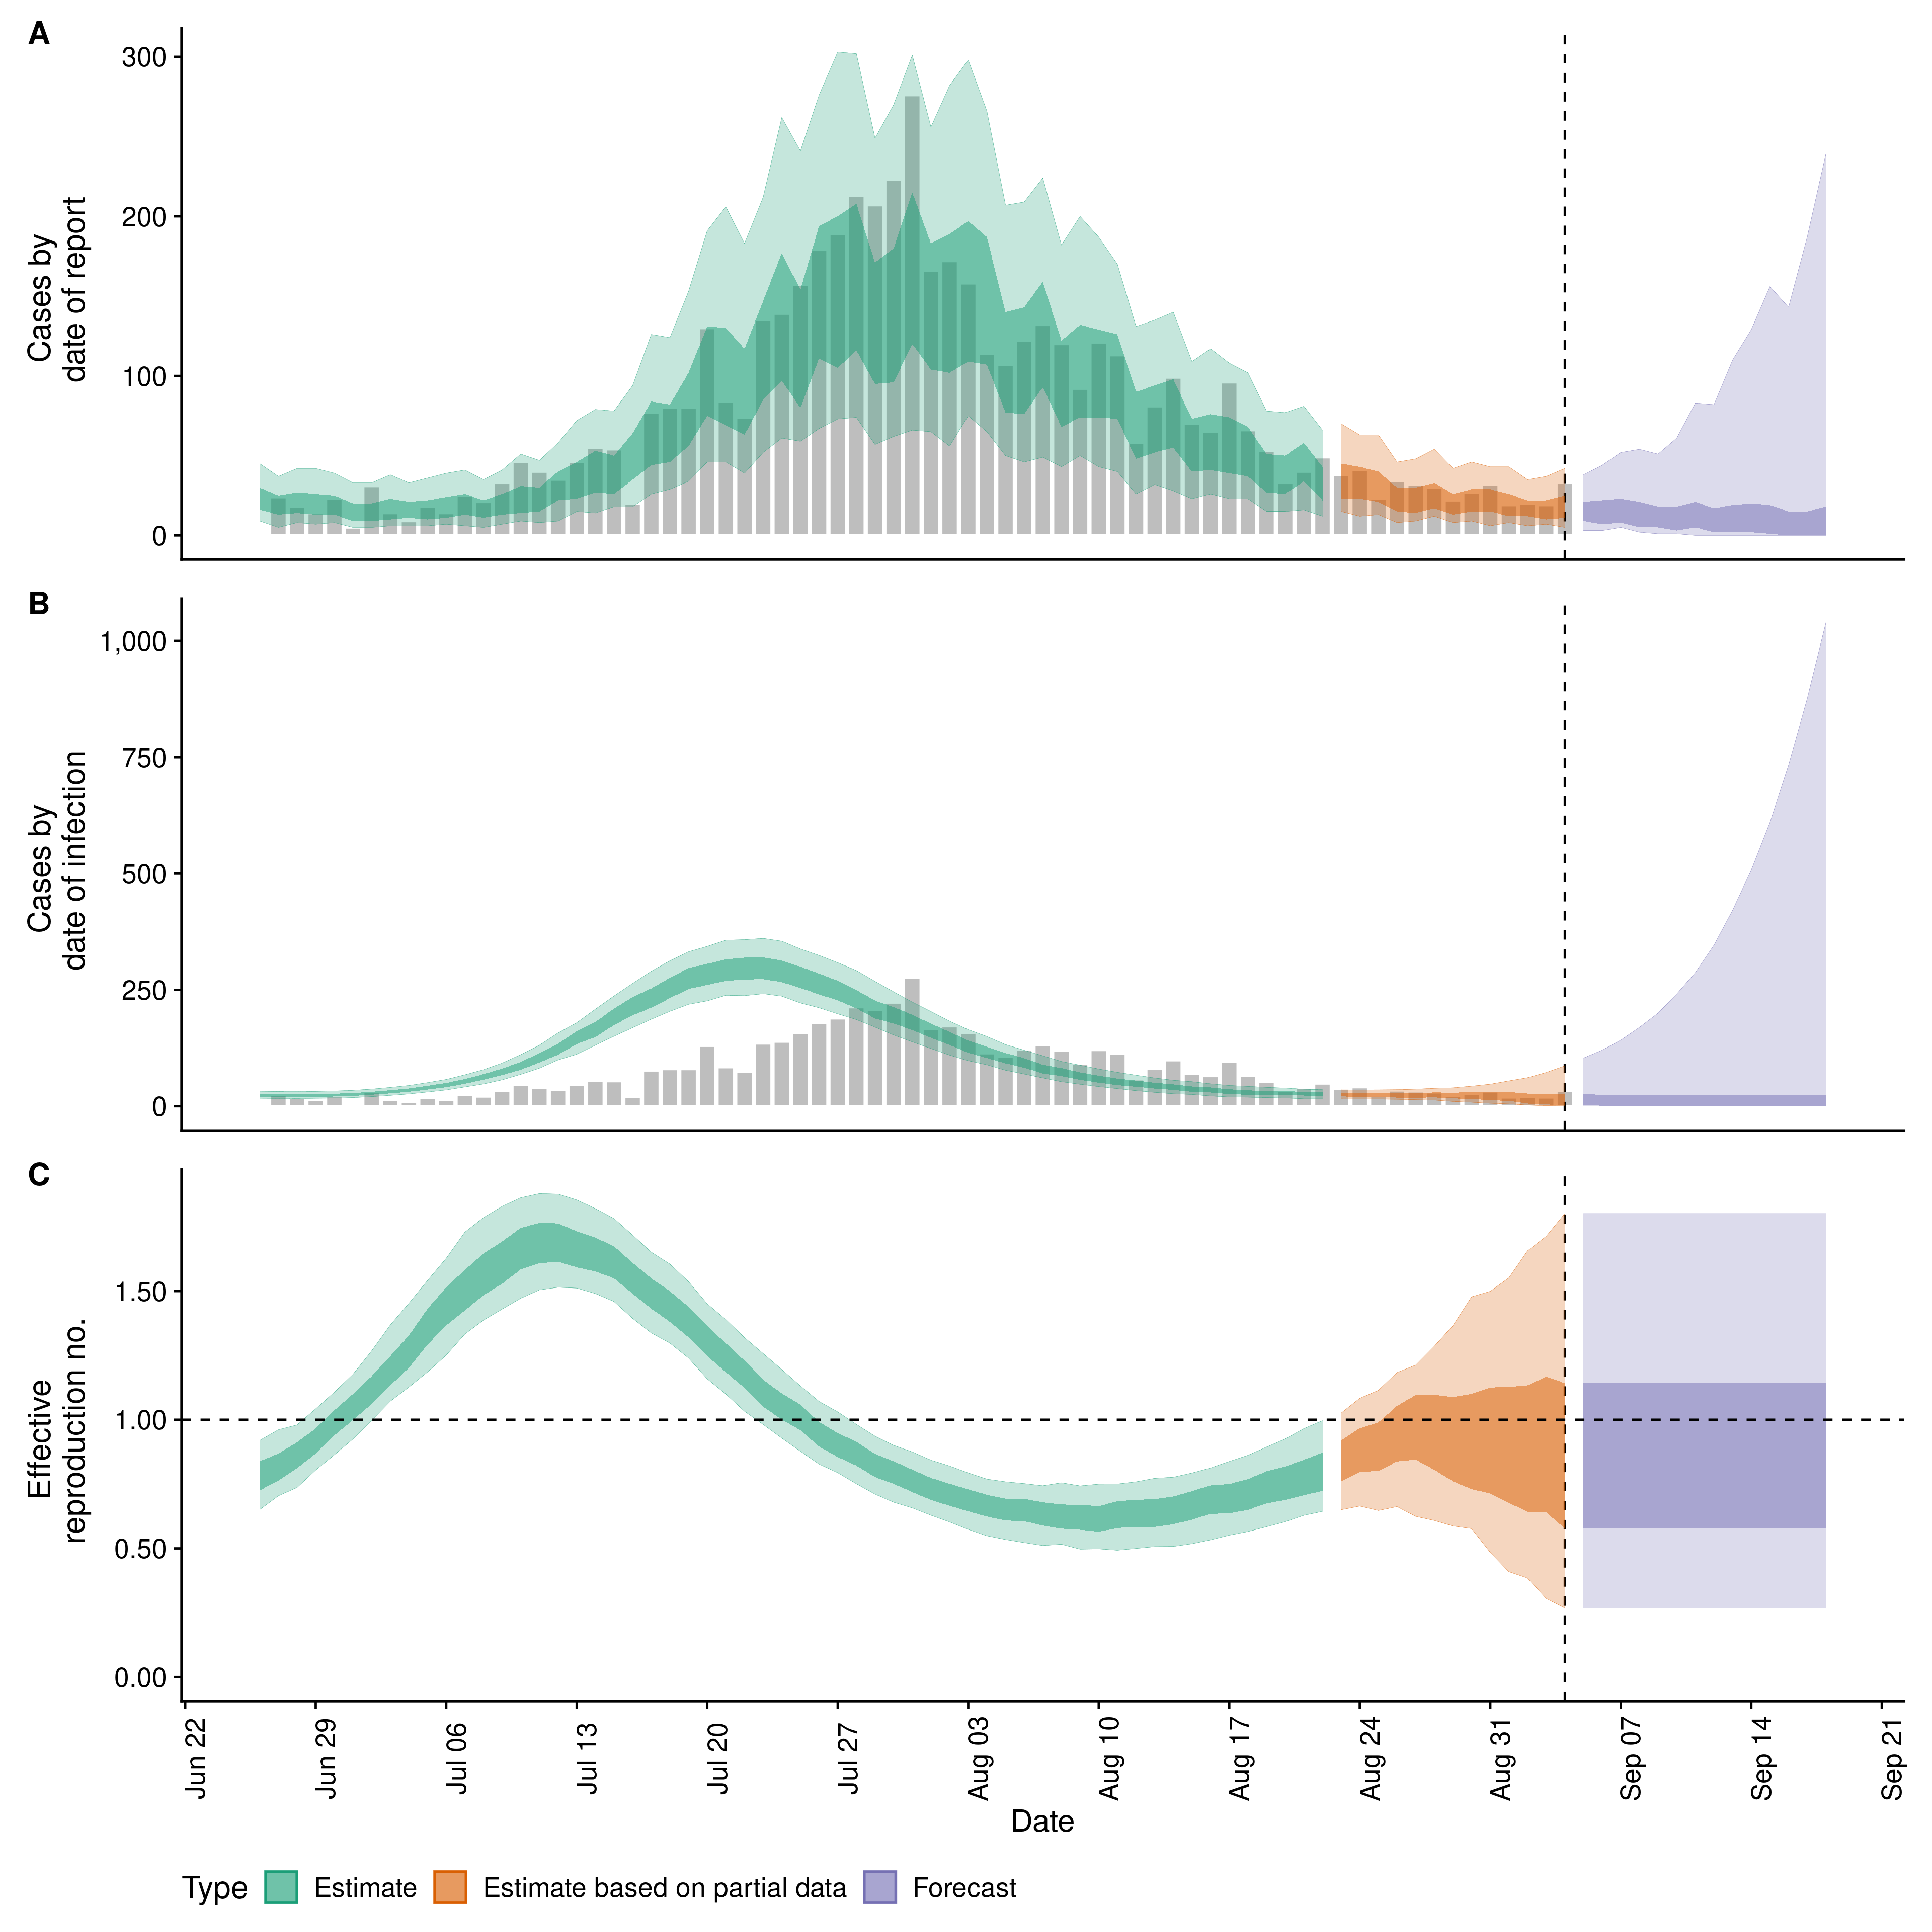 A
300
200
100
0
Cases by
date of report
B
1,000
750
500
250
0
Cases by
date of infection
C
1.50
1.00
0.50
0.00
Effective
reproduction no.
Jun 22
Jun 29
Jul 06
Jul 13
Jul 20
Jul 27
Aug 03
Aug 10
Aug 17
Aug 24
Aug 31
Sep 07
Sep 14
Sep 21
Date
Type Estimate Estimate based on partial data Forecast